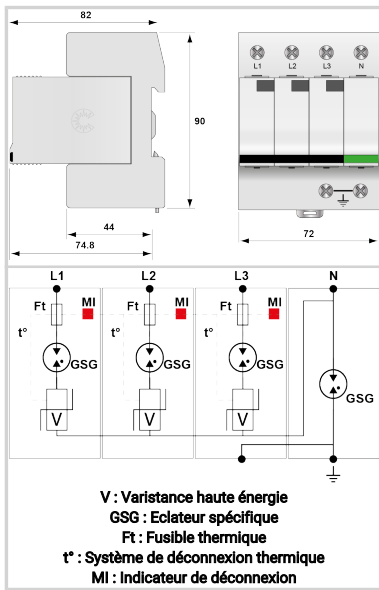 82
L1 L2 L3 N
90
44
74.8
72
L1 L2 L3 N
Ft MI Ft MI Ft MI
t° t° t°
GSG GSG GSG
GSG
V V V
V : Varistance haute énergie
GSG : Eclateur spécifique
Ft : Fusible thermique
t° : Système de déconnexion thermique
MI : Indicateur de déconnexion